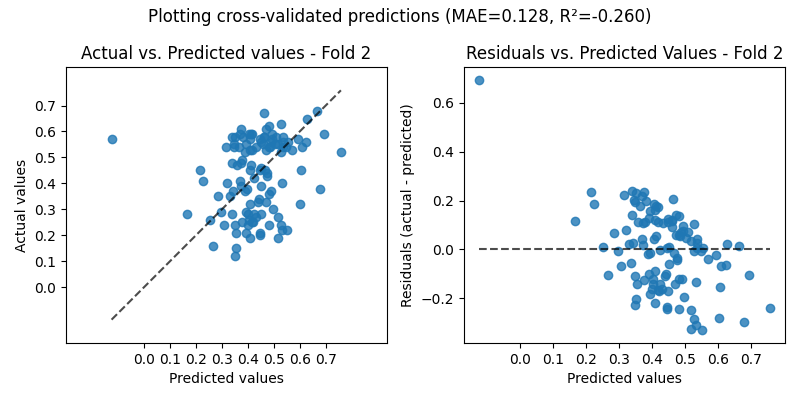 Plotting cross-validated predictions (MAE=0.128, R²=-0.260)
Actual vs. Predicted values - Fold 2
Actual values
0.7
0.6
0.5
0.4
0.3
0.2
0.1
0.0
0.0 0.1 0.2 0.3 0.4 0.5 0.6 0.7
Predicted values
Residuals vs. Predicted Values - Fold 2
Residuals (actual - predicted)
0.6
0.4
0.2
0.0
−0.2
0.0 0.1 0.2 0.3 0.4 0.5 0.6 0.7
Predicted values